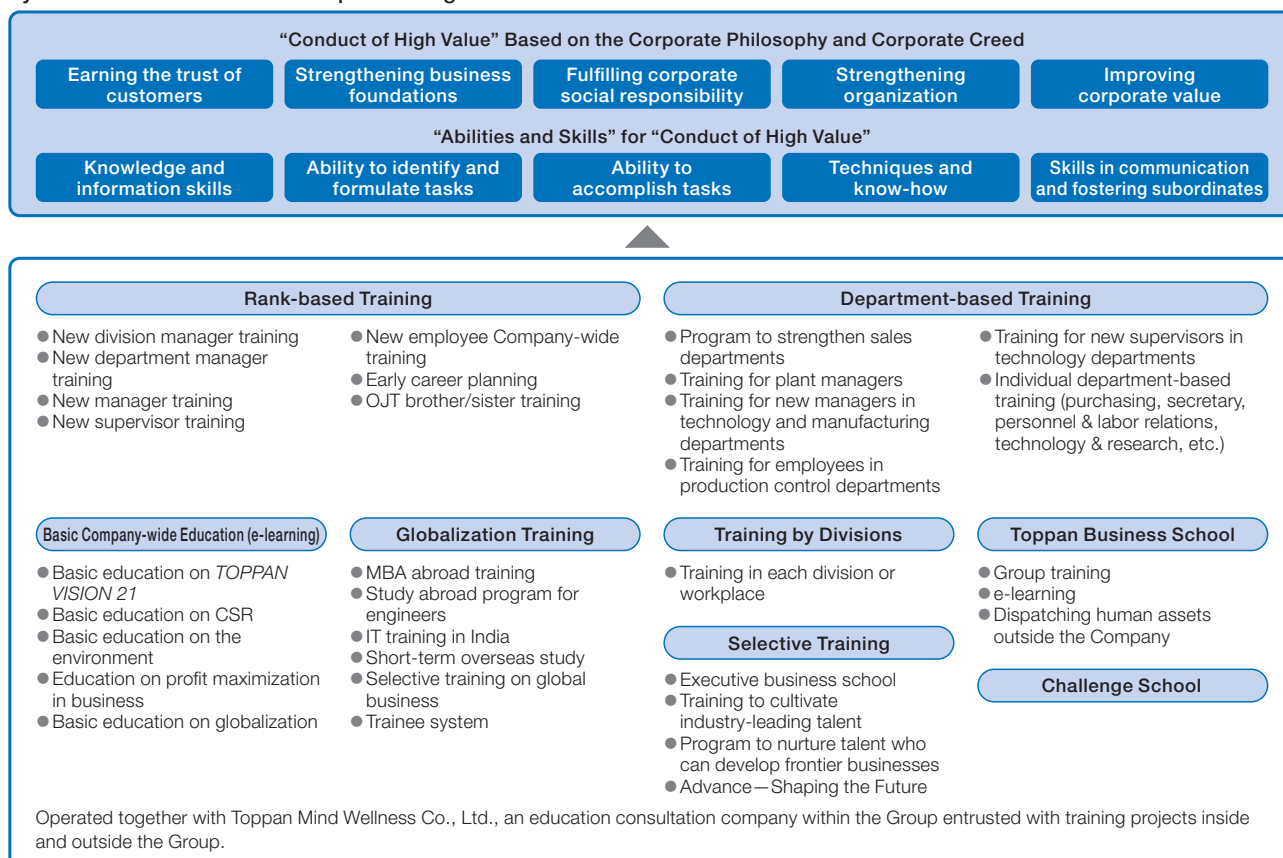 “Conduct of High Value” Based on the Corporate Philosophy and Corporate Creed
Earning the trust of
customers
Strengthening business
foundations
Fulfilling corporate
social responsibility
Strengthening
organization
Improving
corporate value
“Abilities and Skills” for “Conduct of High Value”
Knowledge and
information skills
Ability to identify and
formulate tasks
Ability to
accomplish tasks
Techniques and
know-how
Skills in communication
and fostering subordinates
Rank-based Training
● New division manager training
● New department manager
training
● New manager training
● New supervisor training
● New employee Company-wide
training
● Early career planning
● OJT brother/sister training
Department-based Training
● Program to strengthen sales
departments
● Training for plant managers
● Training for new managers in
technology and manufacturing
departments
● Training for employees in
production control departments
● Training for new supervisors in
technology departments
● Individual department-based
training (purchasing, secretary,
personnel & labor relations,
technology & research, etc.)
Basic Company-wide Education (e-learning)
● Basic education on TOPPAN
VISION 21
● Basic education on CSR
● Basic education on the
environment
● Education on profit maximization
in business
● Basic education on globalization
Globalization Training
● MBA abroad training
● Study abroad program for
engineers
● IT training in India
● Short-term overseas study
● Selective training on global
business
● Trainee system
Training by Divisions
● Training in each division or
workplace
Selective Training
● Executive business school
● Training to cultivate
industry-leading talent
● Program to nurture talent who
can develop frontier businesses
● Advance—Shaping the Future
Toppan Business School
● Group training
● e-learning
● Dispatching human assets
outside the Company
Challenge School
Operated together with Toppan Mind Wellness Co., Ltd., an education consultation company within the Group entrusted with training projects inside
and outside the Group.